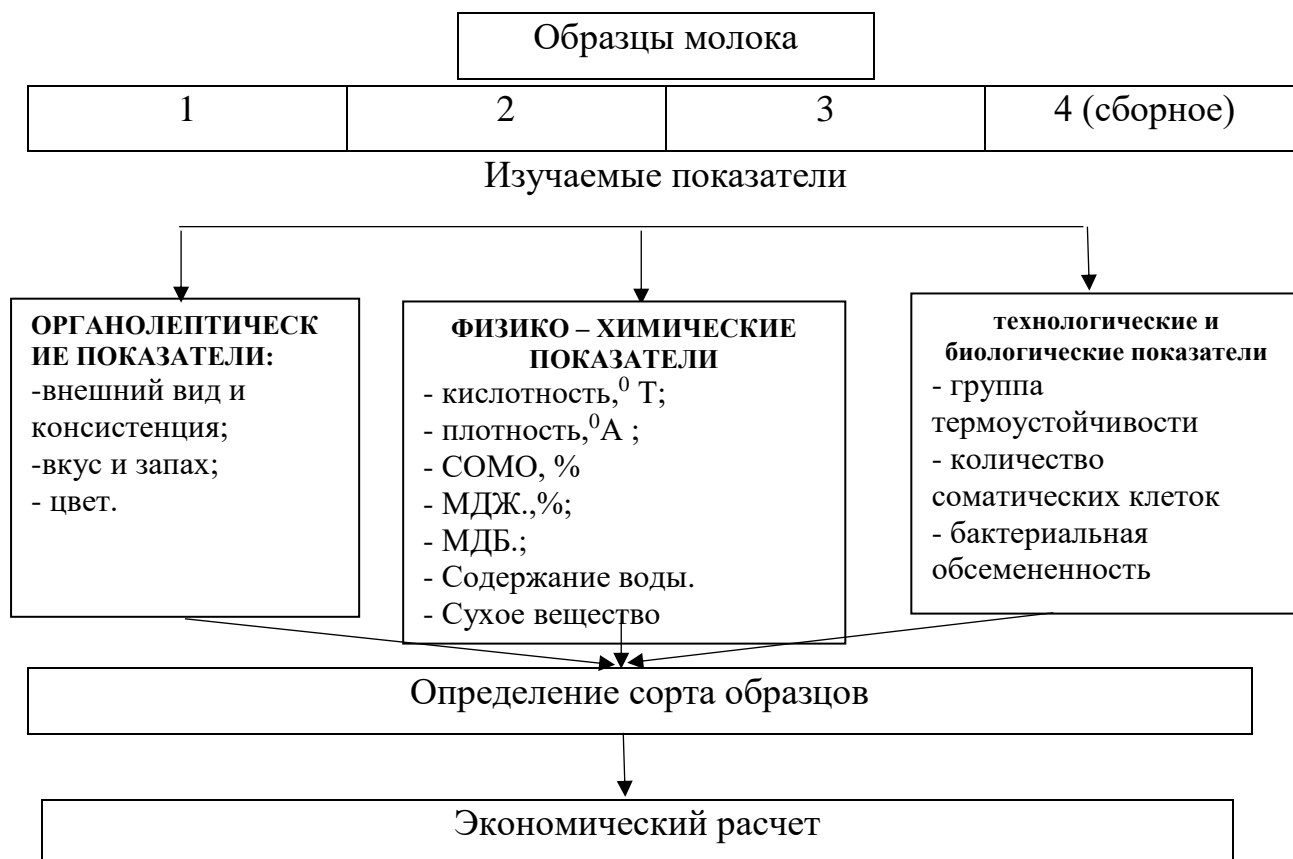 Образцы молока
1 2 3 4 (сборное)
Изучаемые показатели
ОРГАНОЛЕПТИЧЕСК
ИЕ ПОКАЗАТЕЛИ:
-внешний вид и
консистенция;
-вкус и запах;
- цвет.
ФИЗИКО – ХИМИЧЕСКИЕ
ПОКАЗАТЕЛИ
- кислотность,⁰ Т;
- плотность,⁰А ;
- СОМО, %
- МДЖ.,%;
- МДБ.;
- Содержание воды.
- Сухое вещество
технологические и
биологические показатели
- группа
термоустойчивости
- количество
соматических клеток
- бактериальная
обсемененность
Определение сорта образцов
Экономический расчет